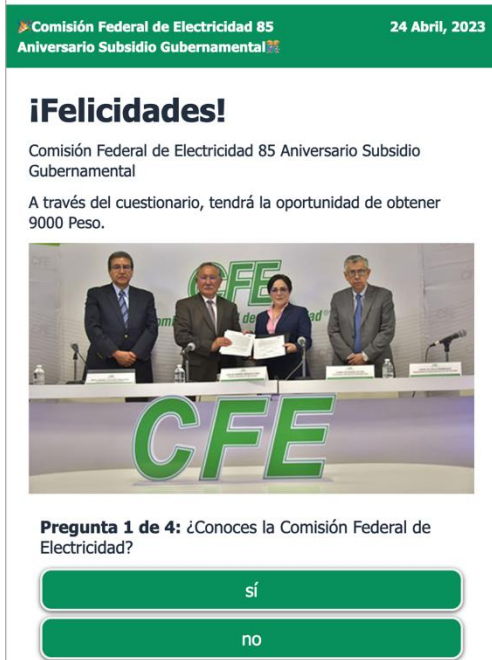 Comisión Federal de Electricidad 85
Aniversario Subsidio Gubernamental
24 Abril, 2023
¡Felicidades!
Comisión Federal de Electricidad 85 Aniversario Subsidio
Gubernamental
A través del cuestionario, tendrá la oportunidad de obtener
9000 Peso.
CFE
CFE
Pregunta 1 de 4: ¿Conoces la Comisión Federal de
Electricidad?
sí
no